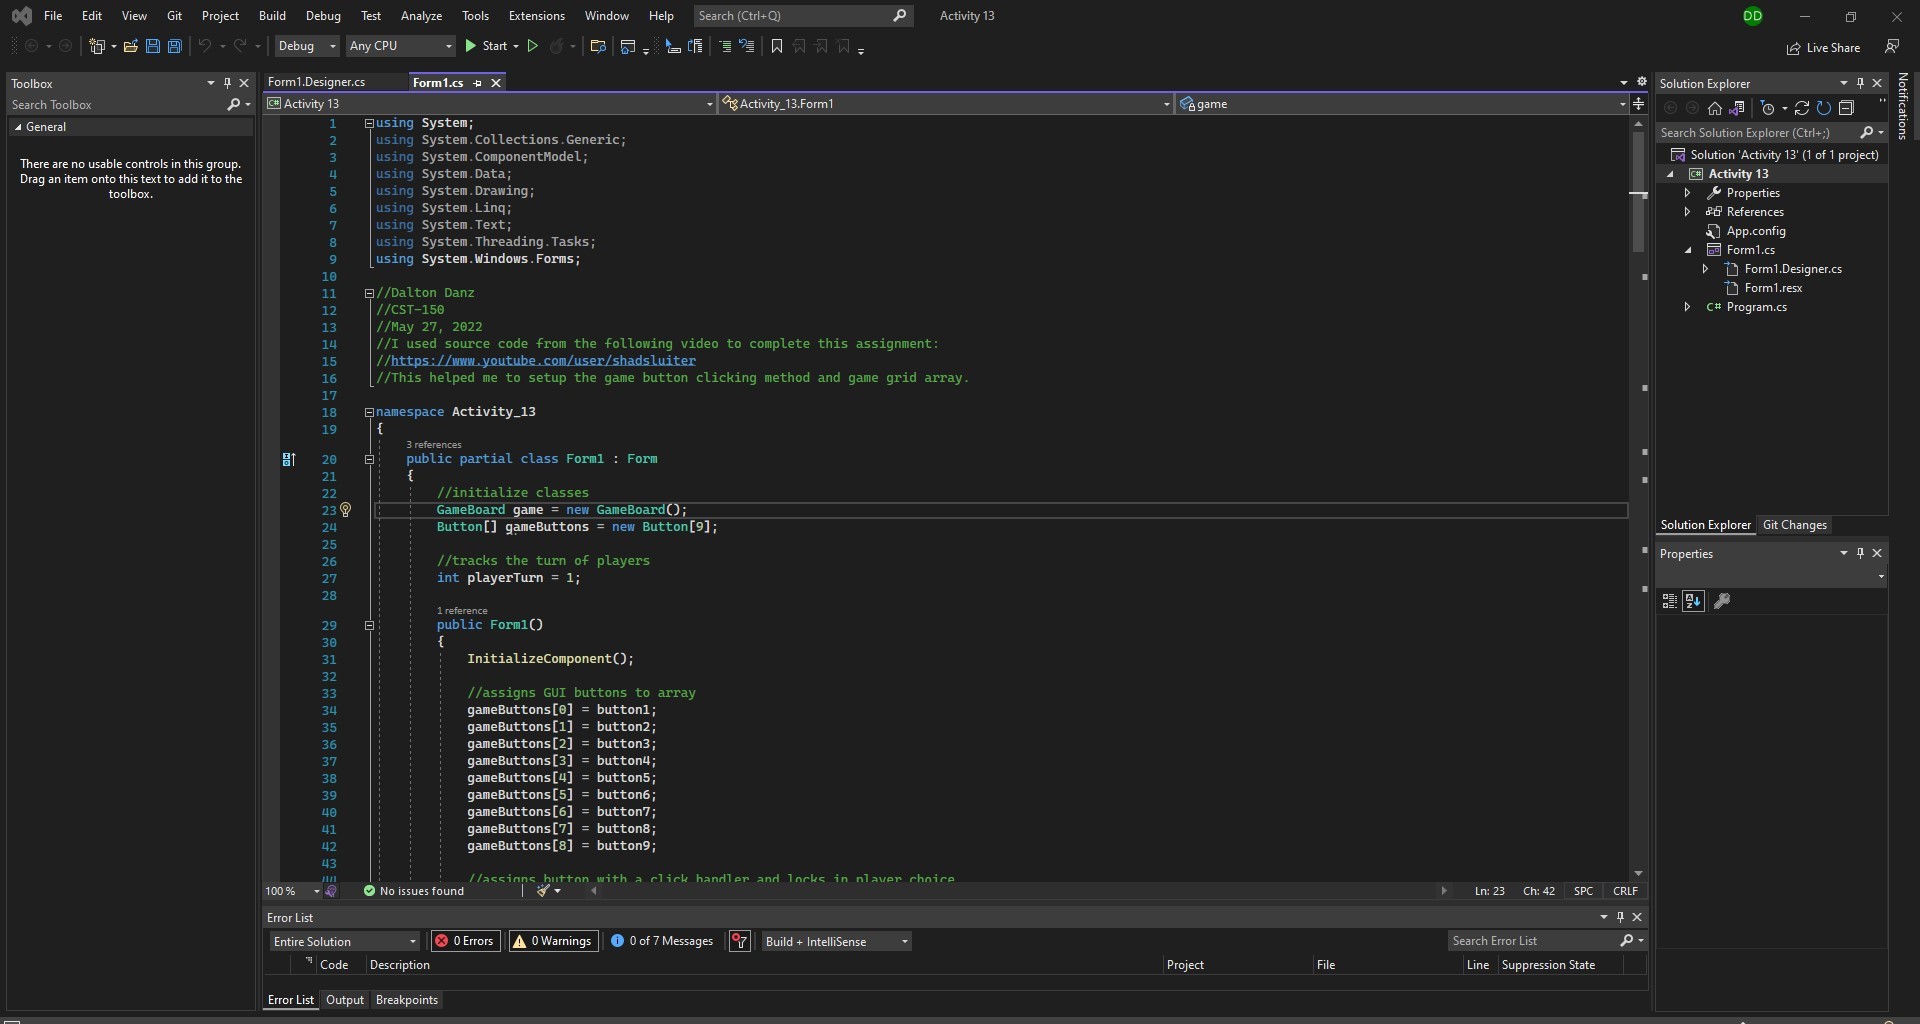 File Edit View Git Project Build Debug Test Analyze Tools Extensions Window Help Search (Ctrl+Q) Activity 13 DD
Debug Any CPU Start Live Share
Toolbox
Search Toolbox
General
There are no usable controls in this group.
Drag an item onto this text to add it to the
toolbox.
Form1.Designer.cs Form1.cs
Activity 13 Activity_13.Form1 game
1 using System;
2 using System.Collections.Generic;
3 using System.ComponentModel;
4 using System.Data;
5 using System.Drawing;
6 using System.Linq;
7 using System.Text;
8 using System.Threading.Tasks;
9 using System.Windows.Forms;
10
11 //Dalton Danz
12 //CST-150
13 //May 27, 2022
14 //I used source code from the following video to complete this assignment:
15 //https://www.youtube.com/user/shadsluiter
16 //This helped me to setup the game button clicking method and game grid array.
17
18 namespace Activity_13
19 {
3 references
20 public partial class Form1 : Form
21 {
22 //initialize classes
23 GameBoard game = new GameBoard();
24 Button[] gameButtons = new Button[9];
25
26 //tracks the turn of players
27 int playerTurn = 1;
28
1 reference
29 public Form1()
30 {
31 InitializeComponent();
32
33 //assigns GUI buttons to array
34 gameButtons[0] = button1;
35 gameButtons[1] = button2;
36 gameButtons[2] = button3;
37 gameButtons[3] = button4;
38 gameButtons[4] = button5;
39 gameButtons[5] = button6;
40 gameButtons[6] = button7;
41 gameButtons[7] = button8;
42 gameButtons[8] = button9;
43
44 //assigns button with a click handler and locks in player choice
100 % No issues found Ln: 23 Ch: 42 SPC CRLF
Error List
Entire Solution 0 Errors 0 Warnings 0 of 7 Messages Build + IntelliSense Search Error List
Code Description Project File Line Suppression State
Error List Output Breakpoints
Solution Explorer
Search Solution Explorer (Ctrl+;)
Solution 'Activity 13' (1 of 1 project)
C# Activity 13
Properties
References
App.config
Form1.cs
Form1.Designer.cs
Form1.resx
C# Program.cs
Solution Explorer Git Changes
Properties
Notifications